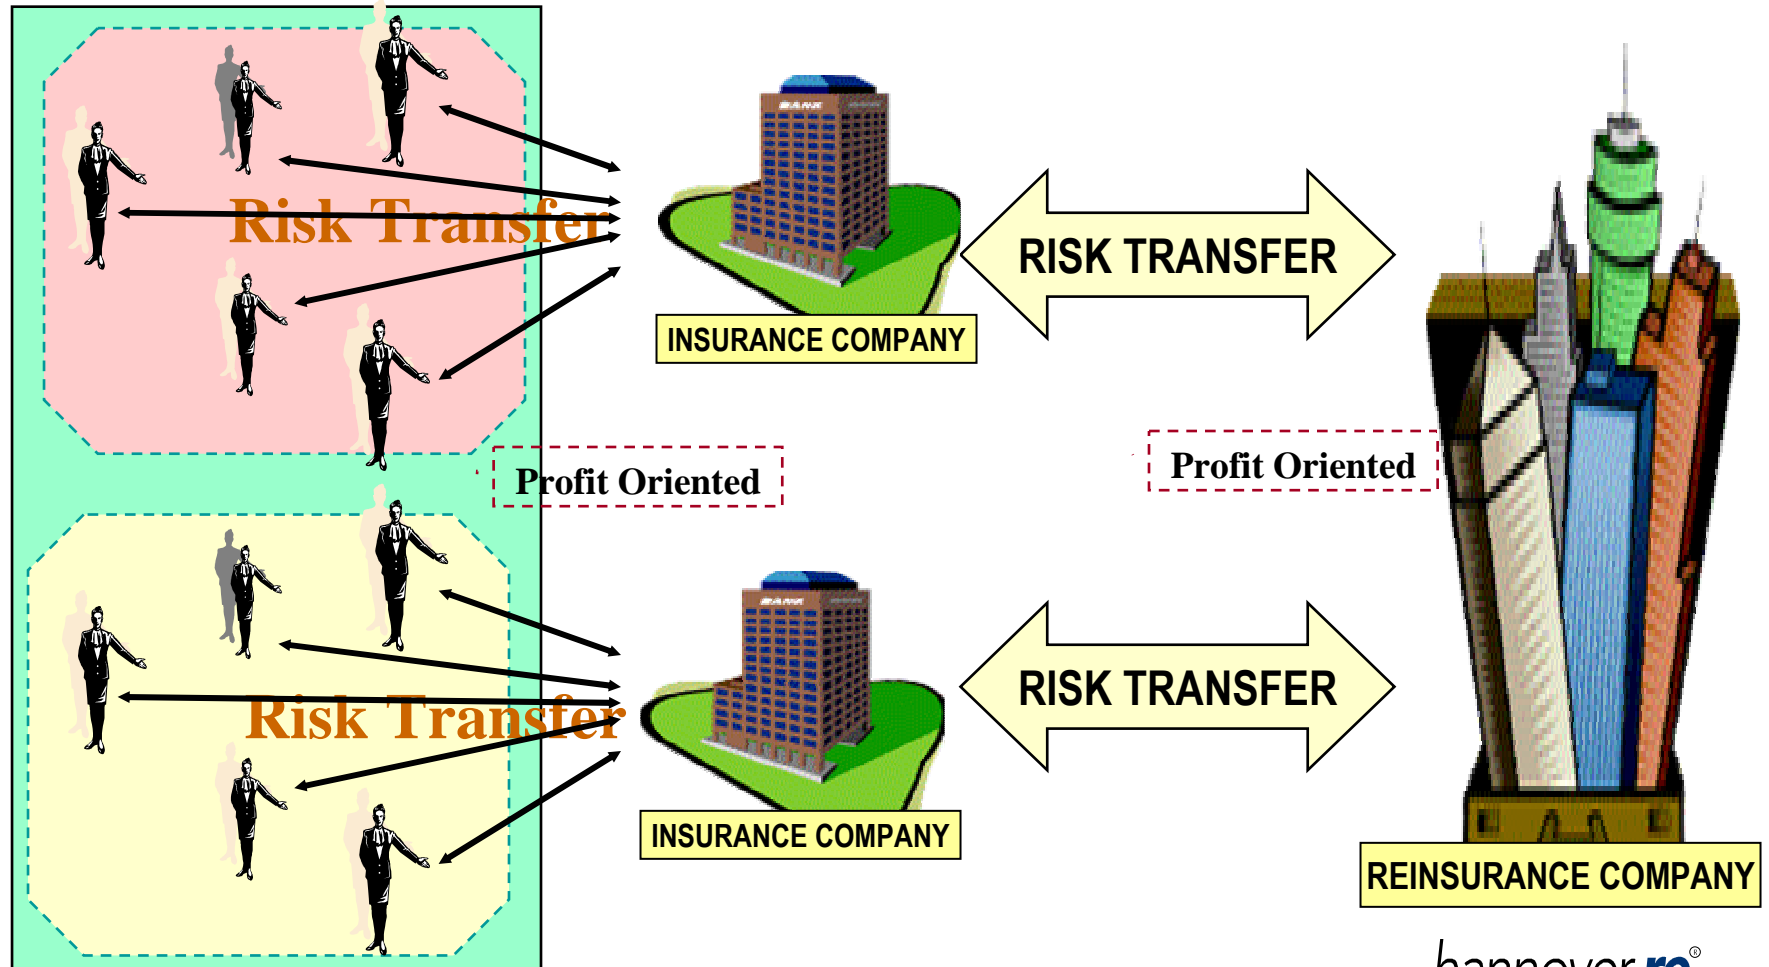 Risk Transfer
INSURANCE COMPANY
RISK TRANSFER
Profit Oriented
Profit Oriented
Risk Transfer
INSURANCE COMPANY
RISK TRANSFER
REINSURANCE COMPANY
hannover re®